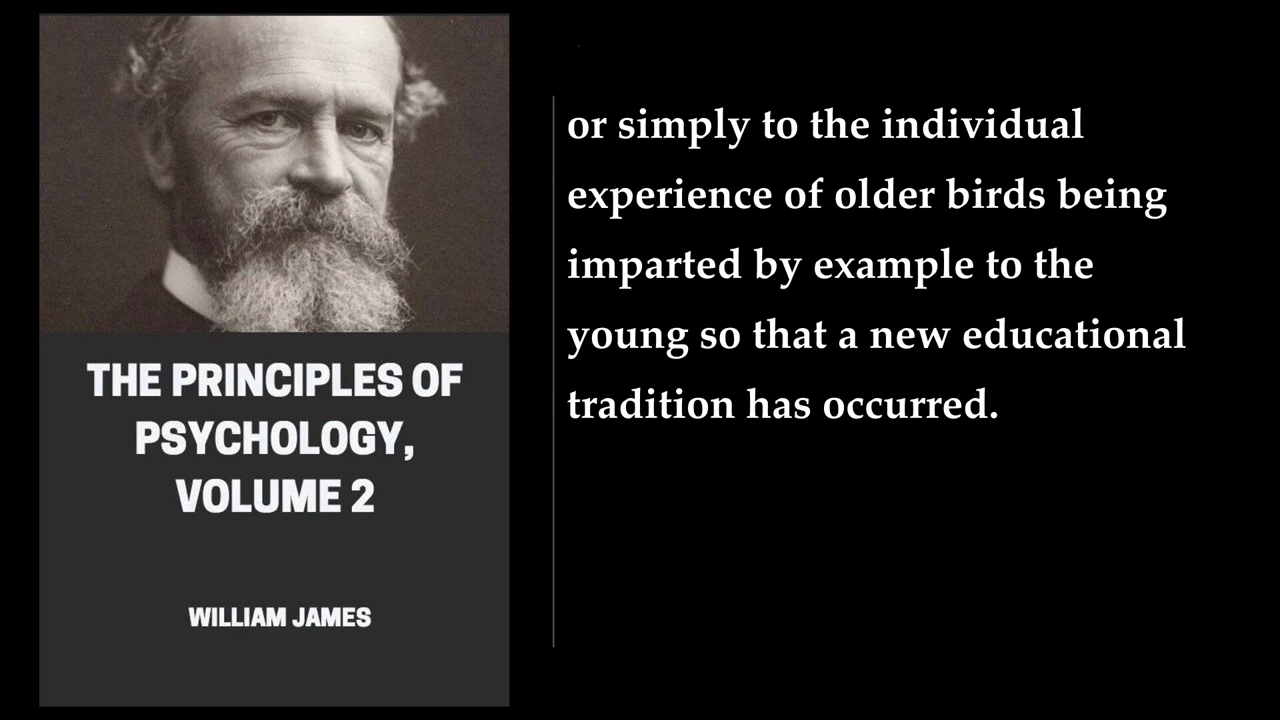 THE PRINCIPLES OF
PSYCHOLOGY,
VOLUME 2
WILLIAM JAMES
or simply to the individual
experience of older birds being
imparted by example to the
young so that a new educational
tradition has occurred.